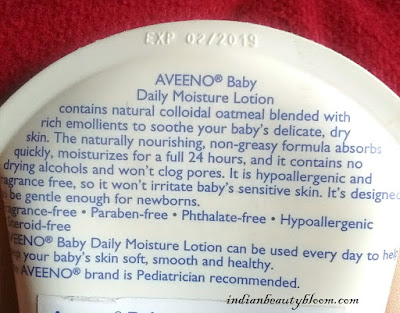 EXP 02/2019
AVEENO® Baby
Daily Moisture Lotion
contains natural colloidal oatmeal blended with
rich emollients to soothe your baby's delicate, dry
skin. The naturally nourishing, non-greasy formula absorbs
quickly, moisturizes for a full 24 hours, and it contains no
drying alcohols and won't clog pores. It is hypoallergenic and
ragrance free, so it won't irritate baby's sensitive skin. It's designed
to be gentle enough for newborns.
ragrance-free • Paraben-free • Phthalate-free • Hypoallergenic
teroid-free
VEENO® Baby Daily Moisture Lotion can be used every day to help
p your baby's skin soft, smooth and healthy.
AVEENO® brand is Pediatrician recommended.
indianbeautybloom.com